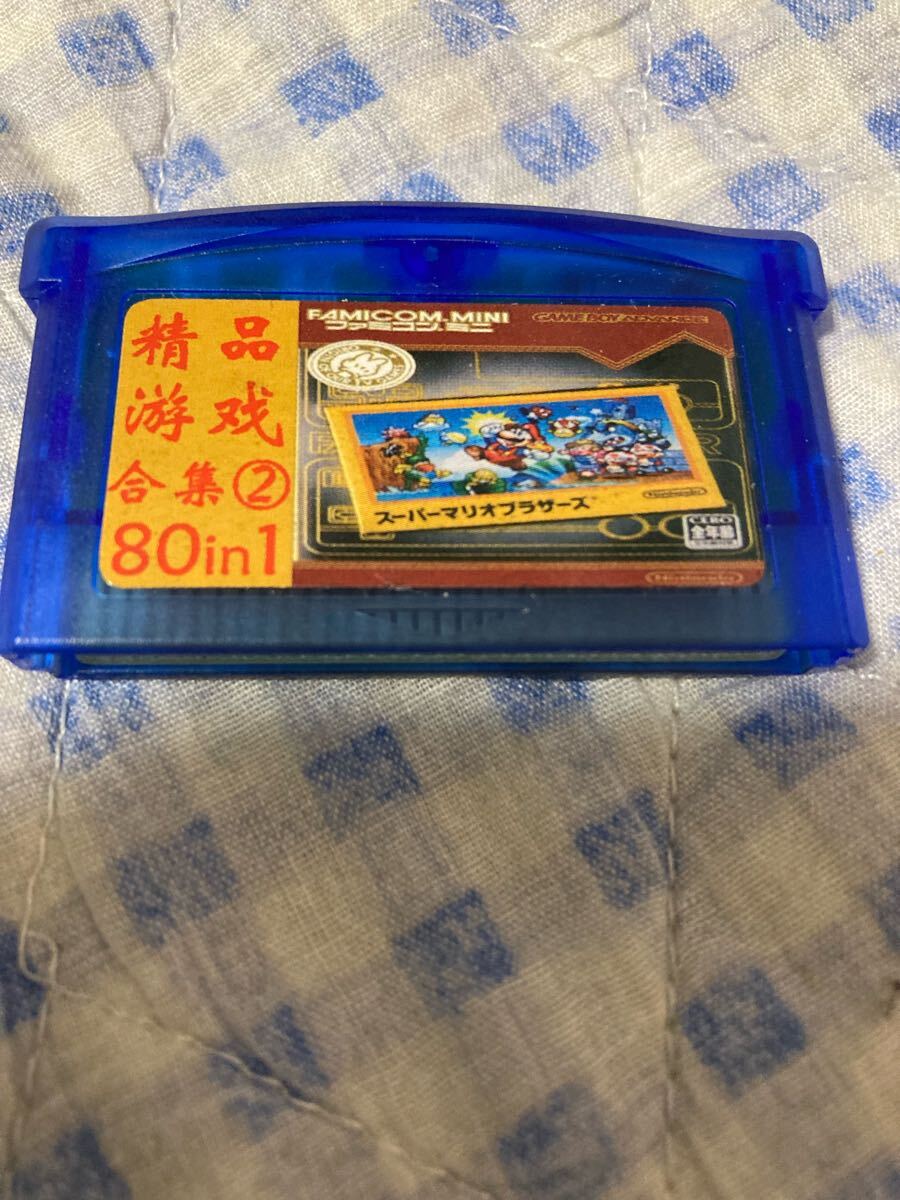 精品
游戏
合集②
80in1
FAMICOM MINI
ファミコンミニ
GAME BOY ADVANCE
スーパーマリオブラザーズ
Nintendo
CERO
全年齢
Nintendo